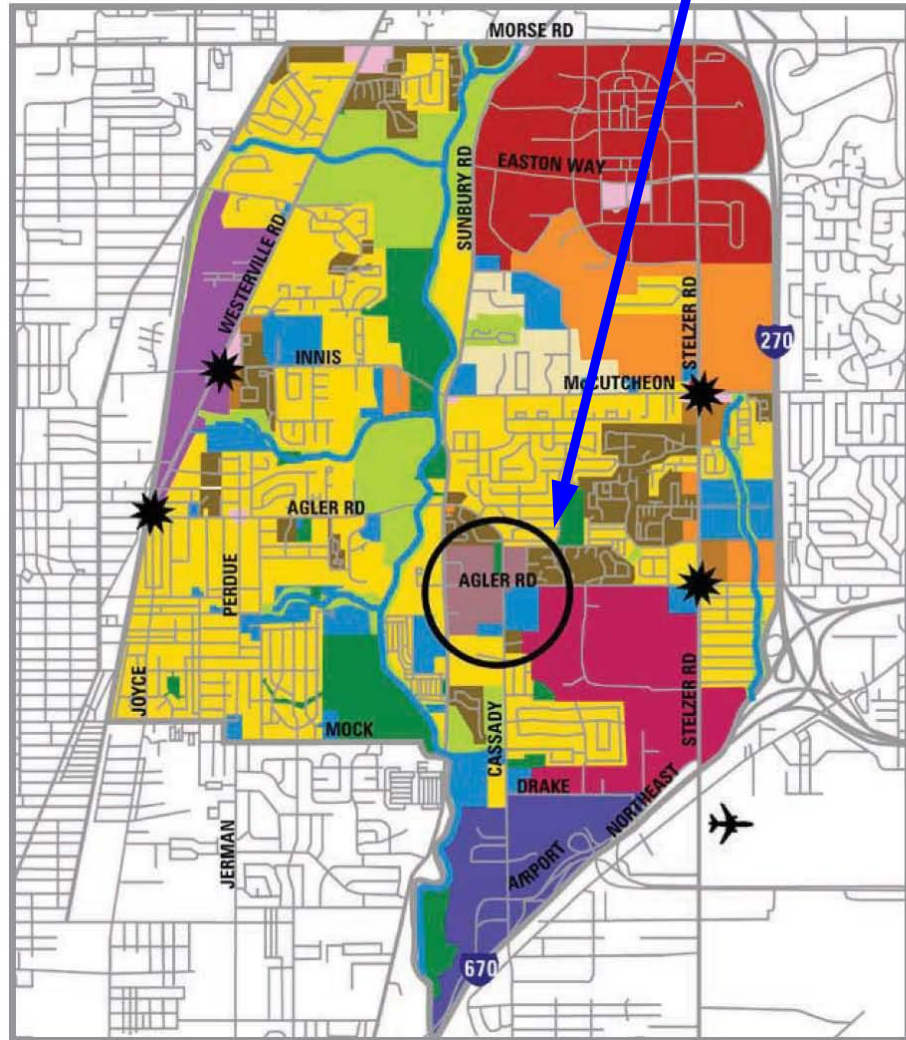 MORSE RD
EASTON WAY
SUNBURY RD
WESTERVILLE RD
STELZER RD
270
INNIS
McCUTCHEON
AGLER RD
AGLER RD
PERDUE
JOYCE
MOCK
CASSADY
STELZER RD
DRAKE
NORTHEAST
AIRPORT
JERMAN
670